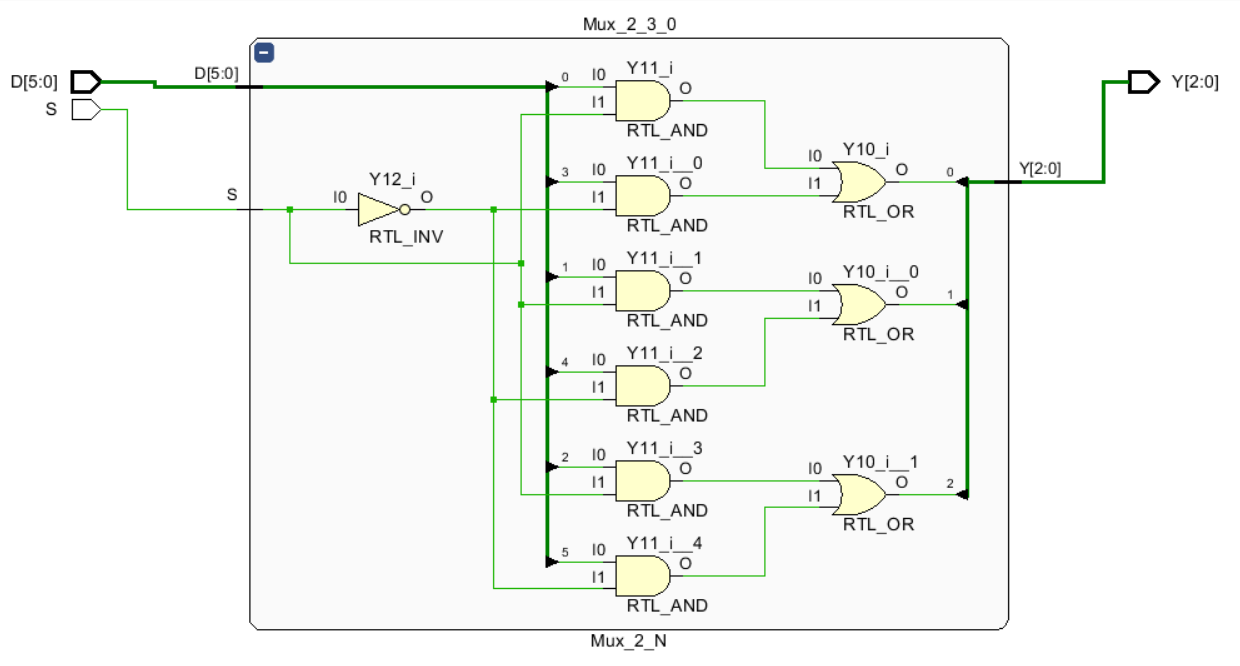 Mux_2_3_0
D[5:0]
S
D[5:0]
S
I0
Y12_i
O
RTL_INV
0
I0
I1
Y11_i
O
RTL_AND
3
I0
I1
Y11_i__0
O
RTL_AND
1
I0
I1
Y11_i__1
O
RTL_AND
4
I0
I1
Y11_i__2
O
RTL_AND
2
I0
I1
Y11_i__3
O
RTL_AND
5
I0
I1
Y11_i__4
O
RTL_AND
I0
I1
Y10_i
O
RTL_OR
0
I0
I1
Y10_i__0
O
RTL_OR
1
I0
I1
Y10_i__1
O
RTL_OR
2
Y[2:0]
Y[2:0]
Mux_2_N